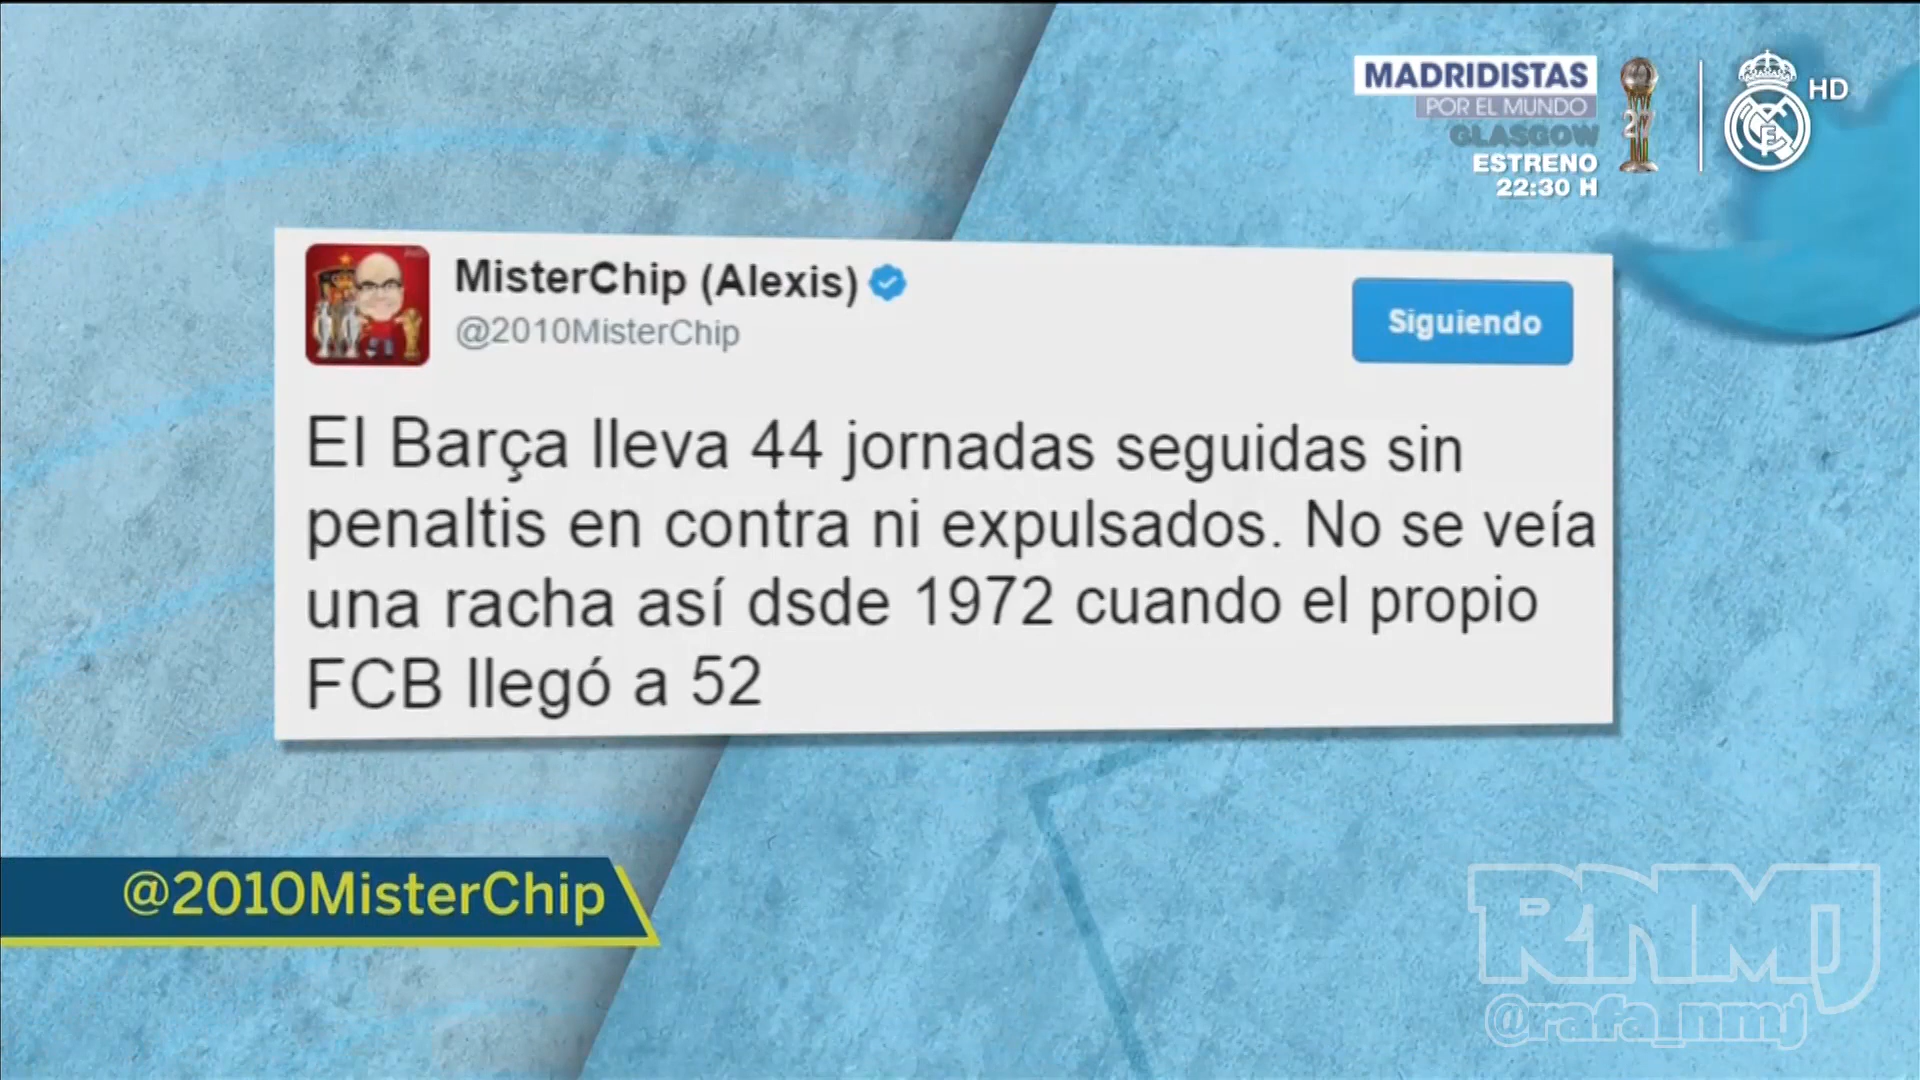 MADRIDISTAS
POR EL MUNDO
GLASGOW
ESTRENO
22:30 H
HD
MisterChip (Alexis)
@2010MisterChip
Siguiendo
El Barça lleva 44 jornadas seguidas sin
penaltis en contra ni expulsados. No se veía
una racha así dsde 1972 cuando el propio
FCB llegó a 52
@2010MisterChip
RNMJ
@rafa_nmj